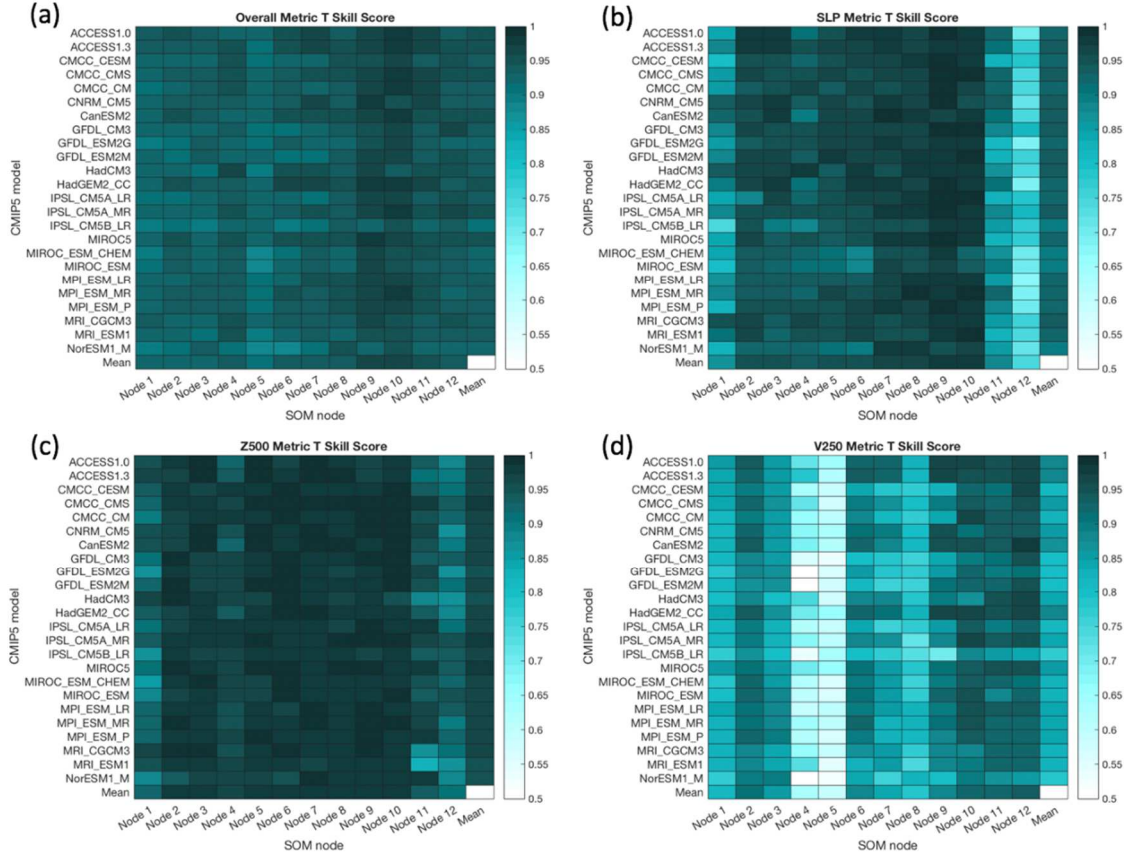 (a)
Overall Metric T Skill Score
CMIP5 model
ACCESS1.0
ACCESS1.3
CMCC_CESM
CMCC_CMS
CMCC_CM
CNRM_CM5
CanESM2
GFDL_CM3
GFDL_ESM2G
GFDL_ESM2M
HadCM3
HadGEM2_CC
IPSL_CM5A_LR
IPSL_CM5A_MR
IPSL_CM5B_LR
MIROC5
MIROC_ESM_CHEM
MIROC_ESM
MPI_ESM_LR
MPI_ESM_MR
MPI_ESM_P
MRI_CGCM3
MRI_ESM1
NorESM1_M
Mean
Node 1 Node 2 Node 3 Node 4 Node 5 Node 6 Node 7 Node 8 Node 9 Node 10 Node 11 Node 12 Mean
SOM node
1
0.95
0.9
0.85
0.8
0.75
0.7
0.65
0.6
0.55
0.5
(b)
SLP Metric T Skill Score
CMIP5 model
ACCESS1.0
ACCESS1.3
CMCC_CESM
CMCC_CMS
CMCC_CM
CNRM_CM5
CanESM2
GFDL_CM3
GFDL_ESM2G
GFDL_ESM2M
HadCM3
HadGEM2_CC
IPSL_CM5A_LR
IPSL_CM5A_MR
IPSL_CM5B_LR
MIROC5
MIROC_ESM_CHEM
MIROC_ESM
MPI_ESM_LR
MPI_ESM_MR
MPI_ESM_P
MRI_CGCM3
MRI_ESM1
NorESM1_M
Mean
Node 1 Node 2 Node 3 Node 4 Node 5 Node 6 Node 7 Node 8 Node 9 Node 10 Node 11 Node 12 Mean
SOM node
1
0.95
0.9
0.85
0.8
0.75
0.7
0.65
0.6
0.55
0.5
(c)
Z500 Metric T Skill Score
CMIP5 model
ACCESS1.0
ACCESS1.3
CMCC_CESM
CMCC_CMS
CMCC_CM
CNRM_CM5
CanESM2
GFDL_CM3
GFDL_ESM2G
GFDL_ESM2M
HadCM3
HadGEM2_CC
IPSL_CM5A_LR
IPSL_CM5A_MR
IPSL_CM5B_LR
MIROC5
MIROC_ESM_CHEM
MIROC_ESM
MPI_ESM_LR
MPI_ESM_MR
MPI_ESM_P
MRI_CGCM3
MRI_ESM1
NorESM1_M
Mean
Node 1 Node 2 Node 3 Node 4 Node 5 Node 6 Node 7 Node 8 Node 9 Node 10 Node 11 Node 12 Mean
SOM node
1
0.95
0.9
0.85
0.8
0.75
0.7
0.65
0.6
0.55
0.5
(d)
V250 Metric T Skill Score
CMIP5 model
ACCESS1.0
ACCESS1.3
CMCC_CESM
CMCC_CMS
CMCC_CM
CNRM_CM5
CanESM2
GFDL_CM3
GFDL_ESM2G
GFDL_ESM2M
HadCM3
HadGEM2_CC
IPSL_CM5A_LR
IPSL_CM5A_MR
IPSL_CM5B_LR
MIROC5
MIROC_ESM_CHEM
MIROC_ESM
MPI_ESM_LR
MPI_ESM_MR
MPI_ESM_P
MRI_CGCM3
MRI_ESM1
NorESM1_M
Mean
Node 1 Node 2 Node 3 Node 4 Node 5 Node 6 Node 7 Node 8 Node 9 Node 10 Node 11 Node 12 Mean
SOM node
1
0.95
0.9
0.85
0.8
0.75
0.7
0.65
0.6
0.55
0.5